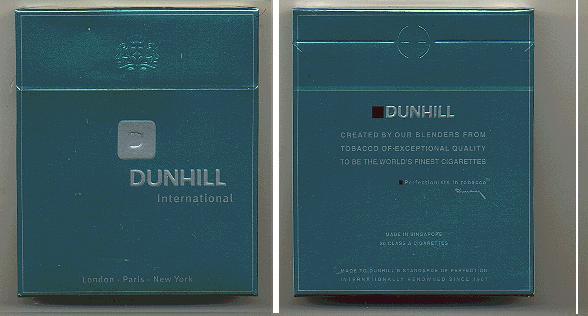 D
DUNHILL
International
London - Paris - New York
DUNHILL
CREATED BY OUR BLENDERS FROM
TOBACCO OF EXCEPTIONAL QUALITY
TO BE THE WORLD'S FINEST CIGARETTES
Perfectionists in tobacco
MADE IN SINGAPORE
20 CLASS A CIGARETTES
MADE TO DUNHILL'S STANDARDS OF PERFECTION
INTERNATIONALLY RENOWNED SINCE 1907